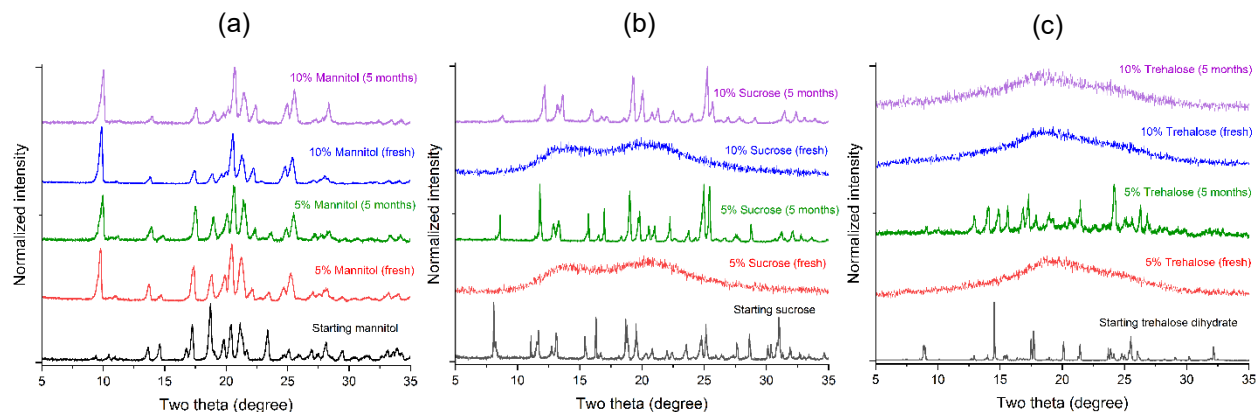 (a)
Normalized intensity
10% Mannitol (5 months)
10% Mannitol (fresh)
5% Mannitol (5 months)
5% Mannitol (fresh)
Starting mannitol
5 10 15 20 25 30 35
Two theta (degree)
(b)
Normalized intensity
10% Sucrose (5 months)
10% Sucrose (fresh)
5% Sucrose (5 months)
5% Sucrose (fresh)
Starting sucrose
5 10 15 20 25 30 35
Two theta (degree)
(c)
Normalized intensity
10% Trehalose (5 months)
10% Trehalose (fresh)
5% Trehalose (5 months)
5% Trehalose (fresh)
Starting trehalose dihydrate
5 10 15 20 25 30 35
Two theta (degree)